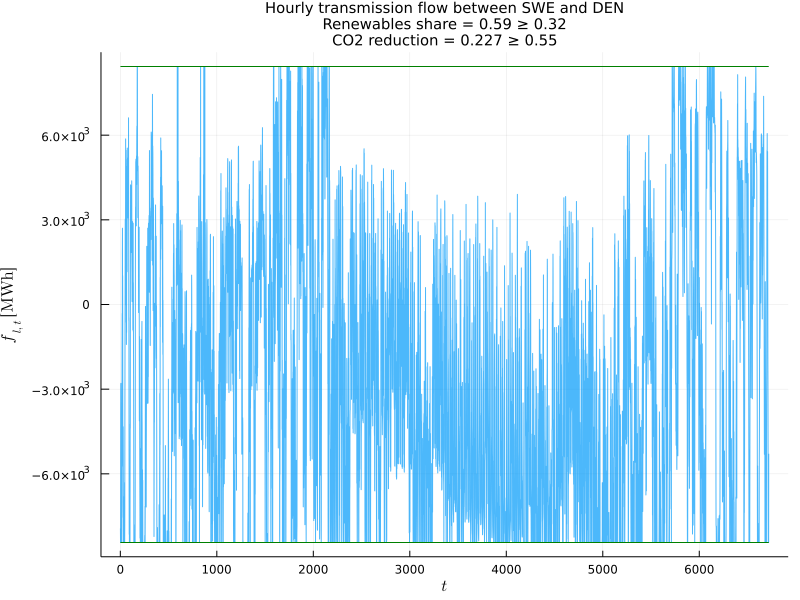 Hourly transmission flow between SWE and DEN
Renewables share = 0.59 ≥ 0.32
CO2 reduction = 0.227 ≥ 0.55
6.0×10³
3.0×10³
0
−3.0×10³
−6.0×10³
f l,t [MWh]
0 1000 2000 3000 4000 5000 6000
t